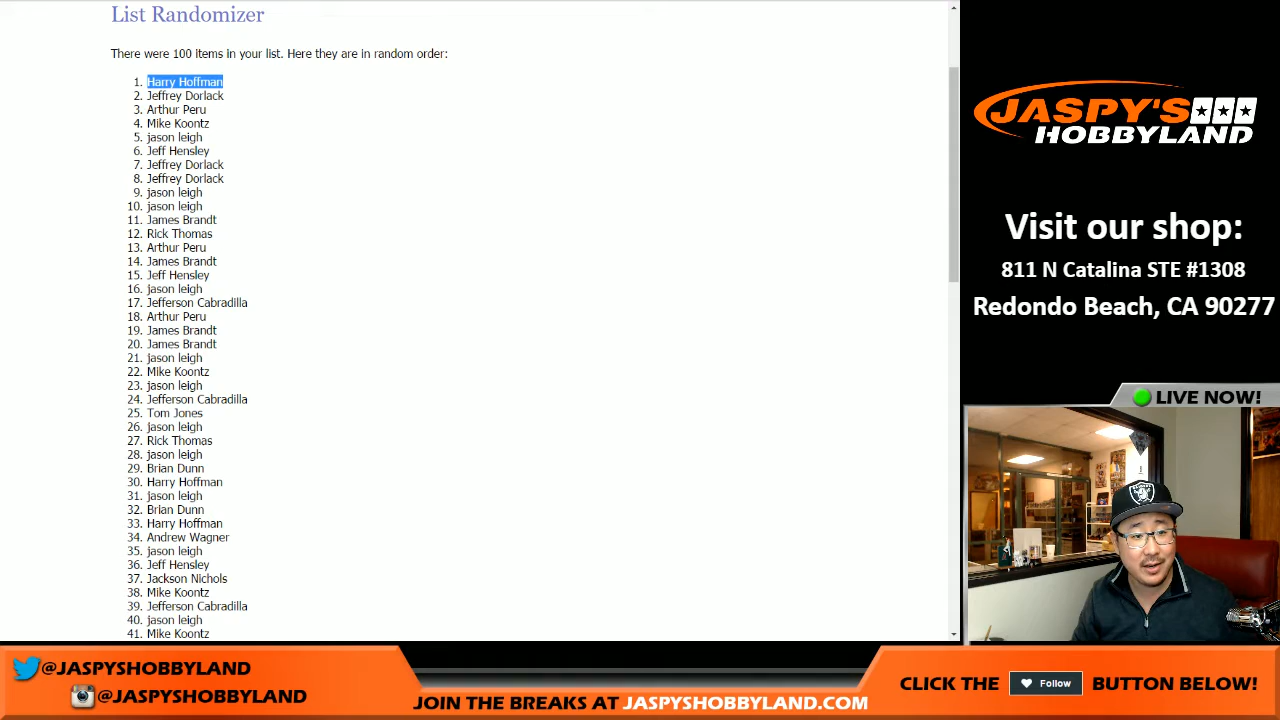 List Randomizer
There were 100 items in your list. Here they are in random order:
1. Harry Hoffman
2. Jeffrey Dorlack
3. Arthur Peru
4. Mike Koontz
5. jason leigh
6. Jeff Hensley
7. Jeffrey Dorlack
8. Jeffrey Dorlack
9. jason leigh
10. jason leigh
11. James Brandt
12. Rick Thomas
13. Arthur Peru
14. James Brandt
15. Jeff Hensley
16. jason leigh
17. Jefferson Cabradilla
18. Arthur Peru
19. James Brandt
20. James Brandt
21. jason leigh
22. Mike Koontz
23. jason leigh
24. Jefferson Cabradilla
25. Tom Jones
26. jason leigh
27. Rick Thomas
28. jason leigh
29. Brian Dunn
30. Harry Hoffman
31. jason leigh
32. Brian Dunn
33. Harry Hoffman
34. Andrew Wagner
35. jason leigh
36. Jeff Hensley
37. Jackson Nichols
38. Mike Koontz
39. Jefferson Cabradilla
40. jason leigh
41. Mike Koontz
JASPY'S
HOBBYLAND
Visit our shop:
811 N Catalina STE #1308
Redondo Beach, CA 90277
LIVE NOW!
@JASPYSHOBBYLAND
@JASPYSHOBBYLAND
JOIN THE BREAKS AT JASPYSHOBBYLAND.COM
CLICK THE Follow BUTTON BELOW!